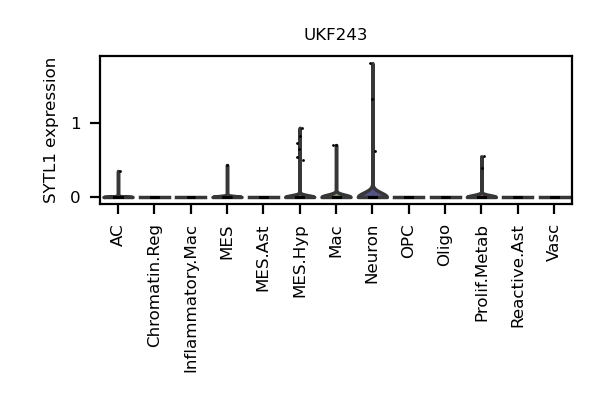 UKF243
SYTL1 expression
1
0
AC
Chromatin.Reg
Inflammatory.Mac
MES
MES.Ast
MES.Hyp
Mac
Neuron
OPC
Oligo
Prolif.Metab
Reactive.Ast
Vasc